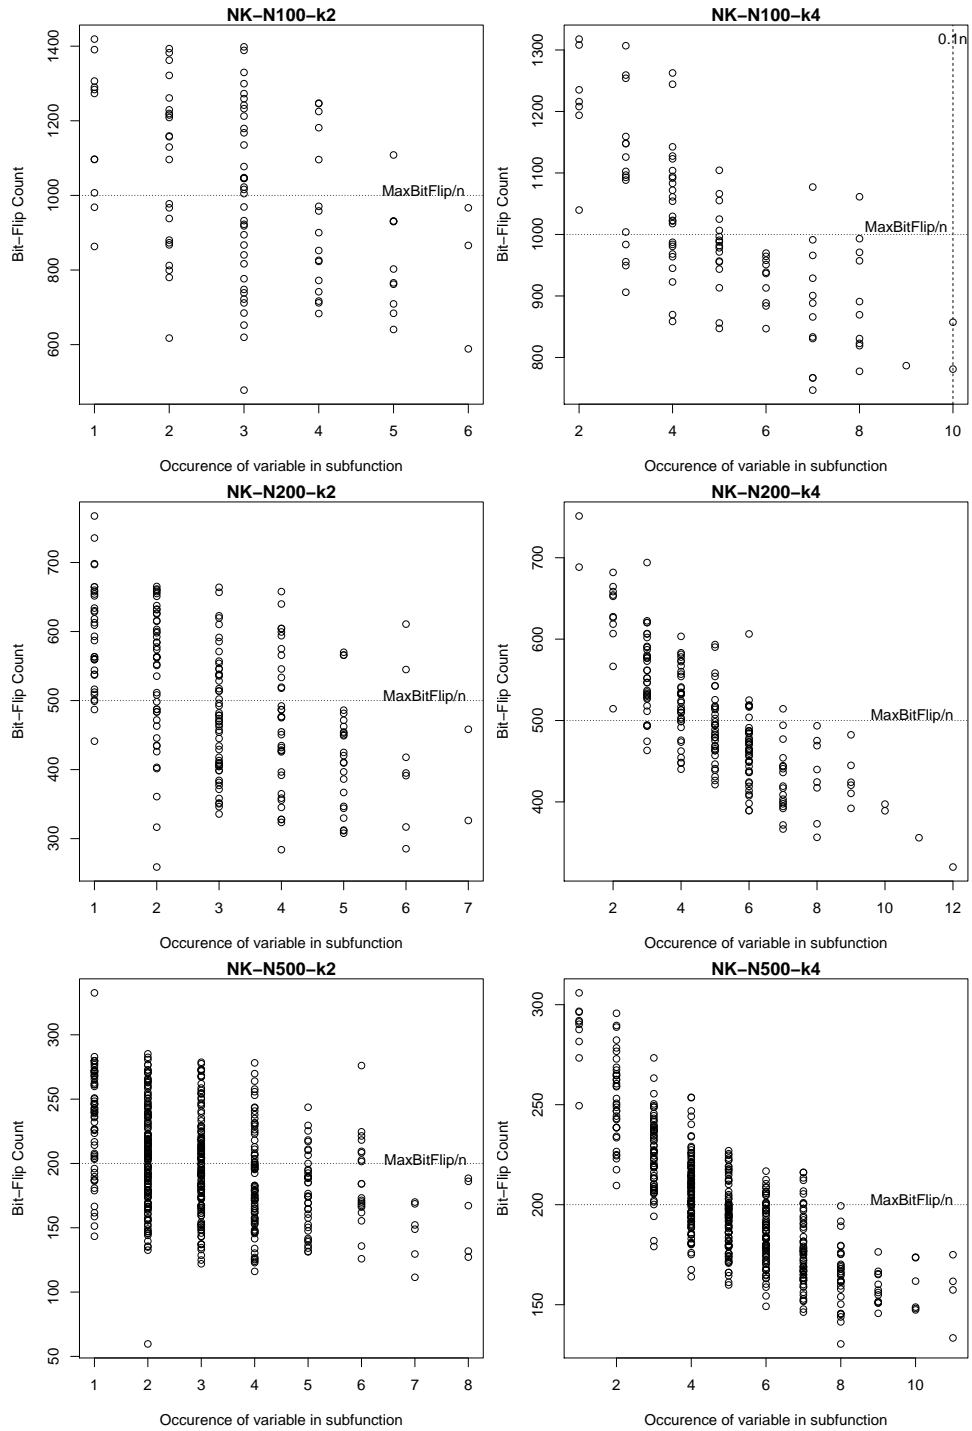 NK−N100−k2
1400
1200
1000
800
600
Bit−Flip Count
MaxBitFlip/n
1 2 3 4 5 6
Occurence of variable in subfunction
NK−N100−k4
1300
1200
1100
1000
900
800
Bit−Flip Count
0.1n
MaxBitFlip/n
2 4 6 8 10
Occurence of variable in subfunction
NK−N200−k2
700
600
500
400
300
Bit−Flip Count
MaxBitFlip/n
1 2 3 4 5 6 7
Occurence of variable in subfunction
NK−N200−k4
700
600
500
400
Bit−Flip Count
MaxBitFlip/n
2 4 6 8 10 12
Occurence of variable in subfunction
NK−N500−k2
300
250
200
150
100
50
Bit−Flip Count
MaxBitFlip/n
1 2 3 4 5 6 7 8
Occurence of variable in subfunction
NK−N500−k4
300
250
200
150
Bit−Flip Count
MaxBitFlip/n
2 4 6 8 10
Occurence of variable in subfunction